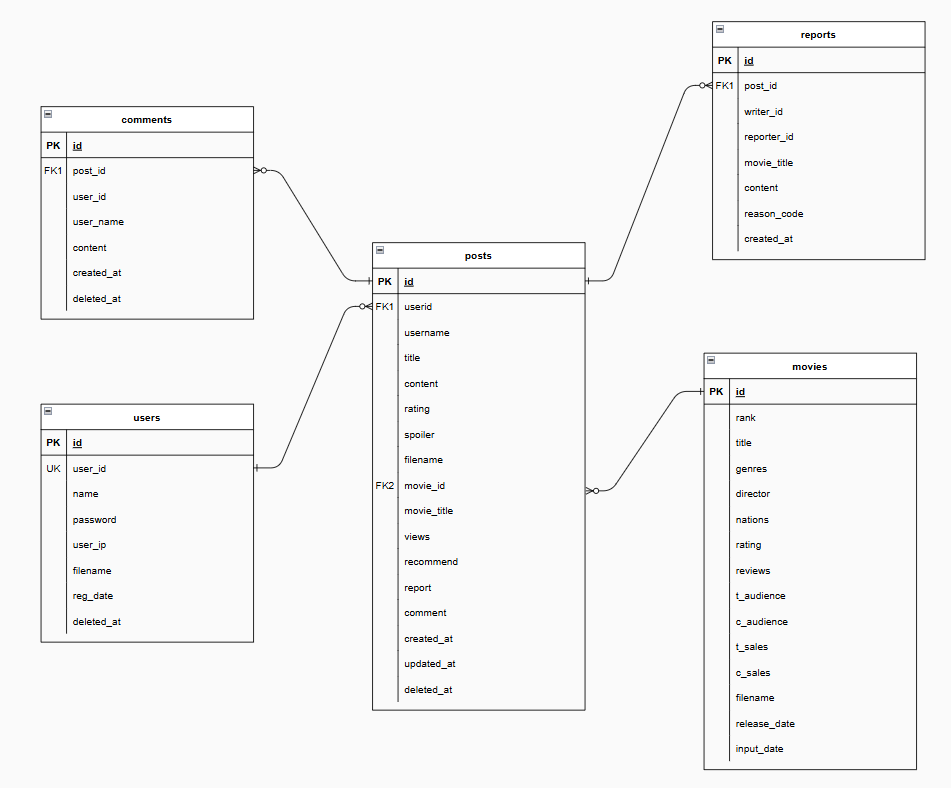 comments
PK id
FK1 post_id
user_id
user_name
content
created_at
deleted_at
users
PK id
UK user_id
name
password
user_ip
filename
reg_date
deleted_at
posts
PK id
FK1 userid
username
title
content
rating
spoiler
filename
FK2 movie_id
movie_title
views
recommend
report
comment
created_at
updated_at
deleted_at
reports
PK id
FK1 post_id
writer_id
reporter_id
movie_title
content
reason_code
created_at
movies
PK id
rank
title
genres
director
nations
rating
reviews
t_audience
c_audience
t_sales
c_sales
filename
release_date
input_date